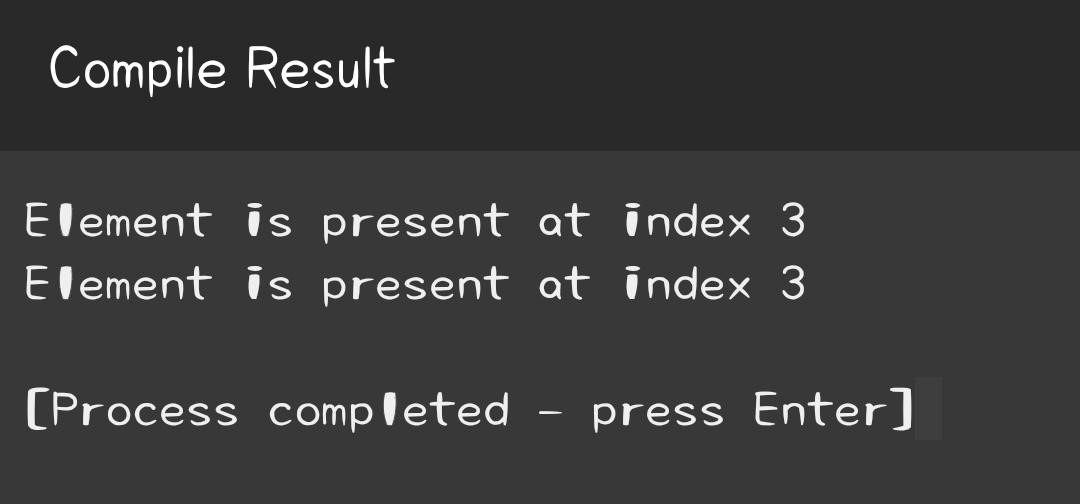 Compile Result
Element is present at index 3
Element is present at index 3
[Process completed - press Enter]